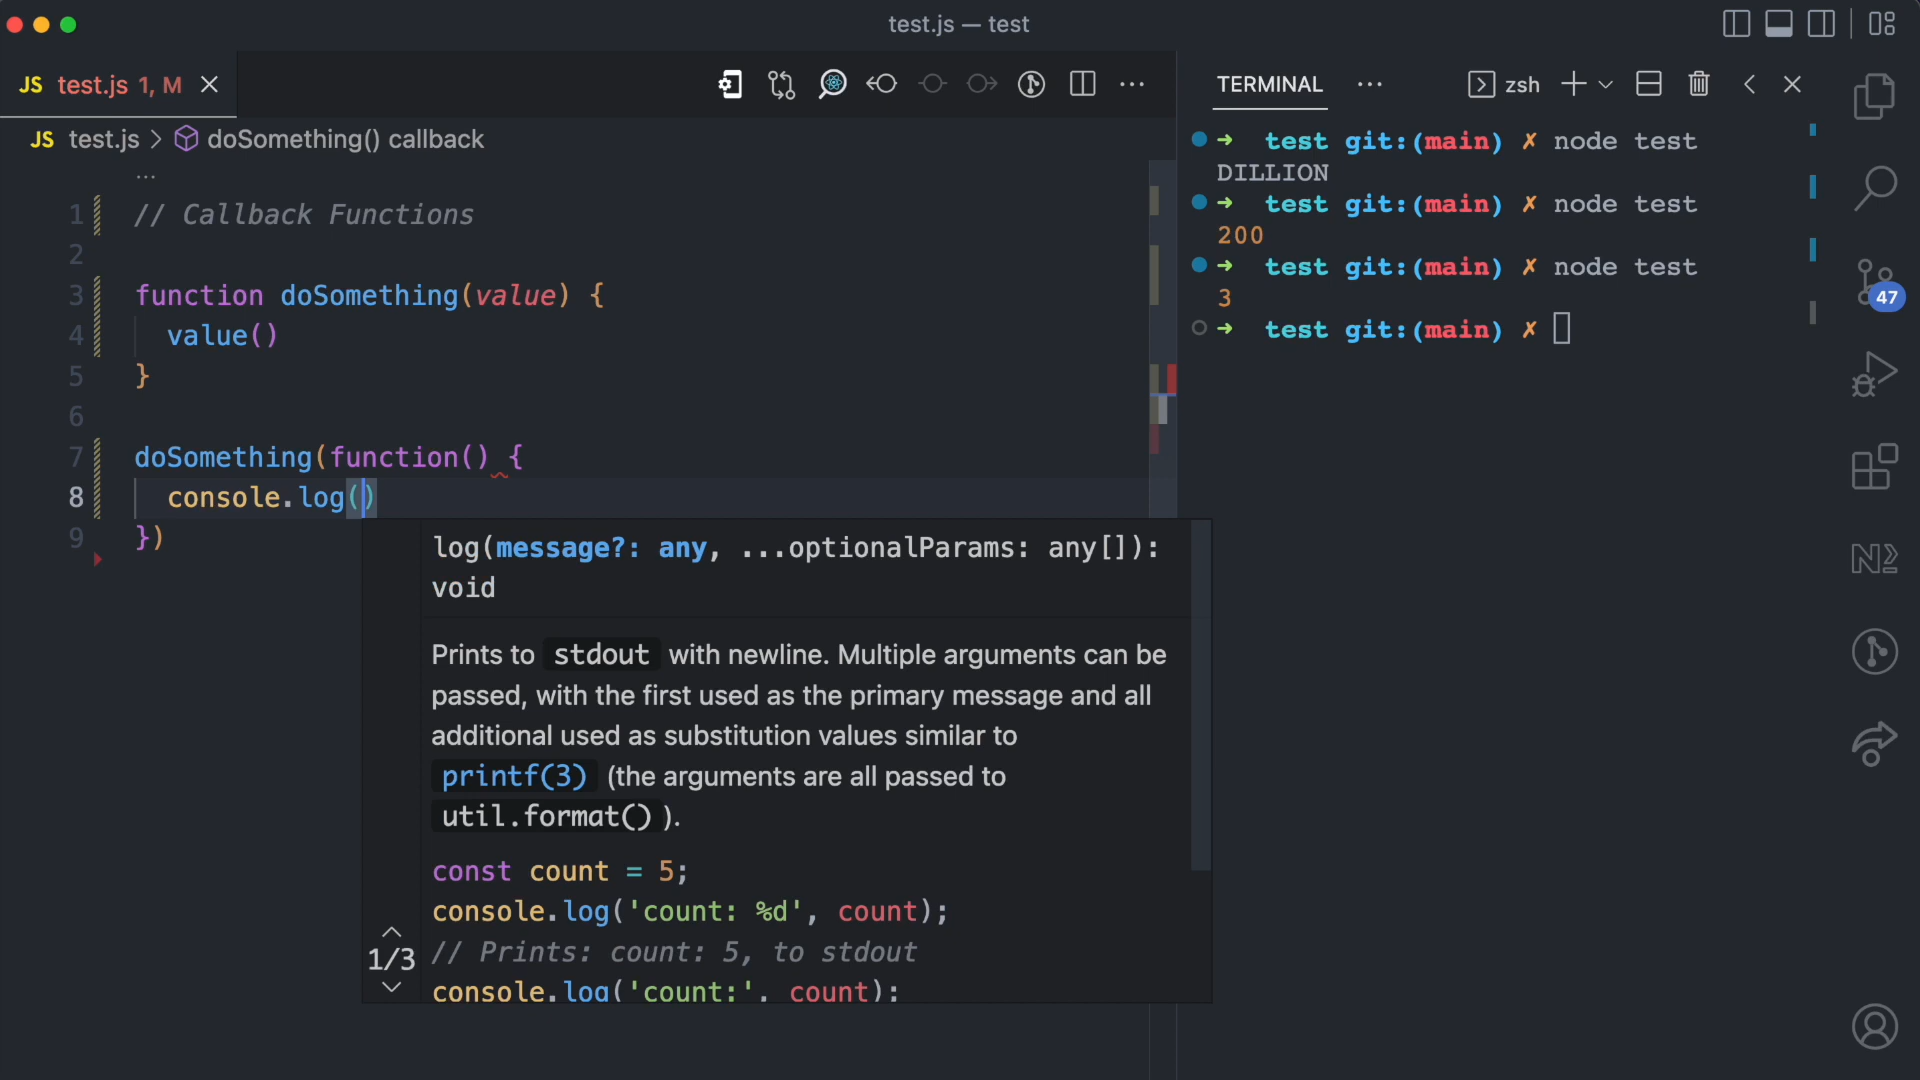 test.js — test
JS test.js 1, M
JS test.js > doSomething() callback
...
1 // Callback Functions
2
3 function doSomething(value) {
4 value()
5 }
6
7 doSomething(function() {
8 console.log()
9 })
log(message?: any, ...optionalParams: any[]):
void
Prints to stdout with newline. Multiple arguments can be
passed, with the first used as the primary message and all
additional used as substitution values similar to
printf(3) (the arguments are all passed to
util.format() ).
const count = 5;
console.log('count: %d', count);
1/3
// Prints: count: 5, to stdout
console.log('count:', count);
TERMINAL
zsh
➜ test git:(main) ✗ node test
DILLION
➜ test git:(main) ✗ node test
200
➜ test git:(main) ✗ node test
3
➜ test git:(main) ✗
47
N